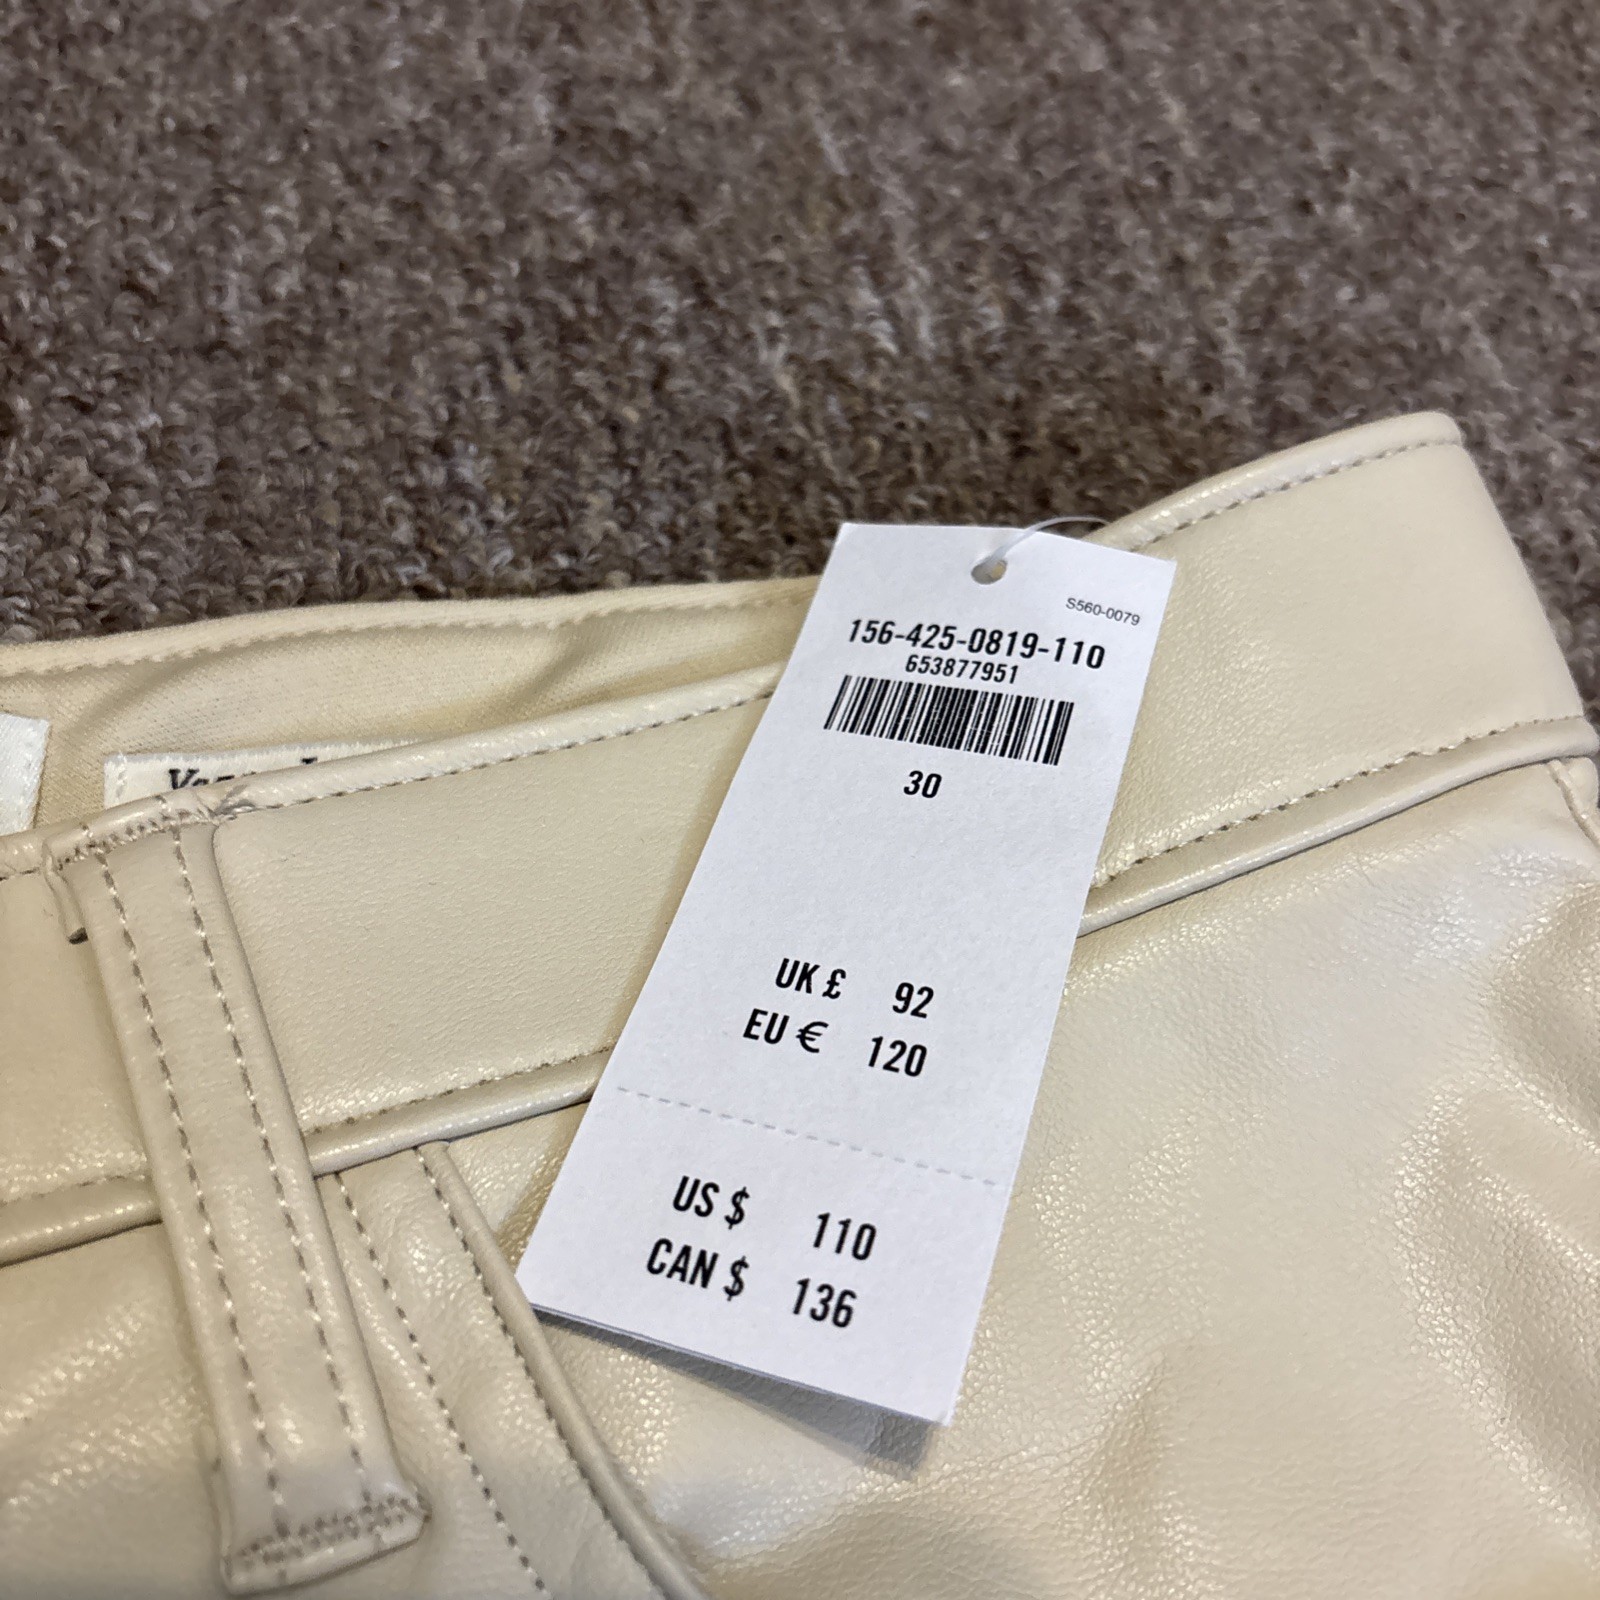 S560-0079
156-425-0819-110
653877951
30
UK £ 92
EU € 120
US $ 110
CAN $ 136